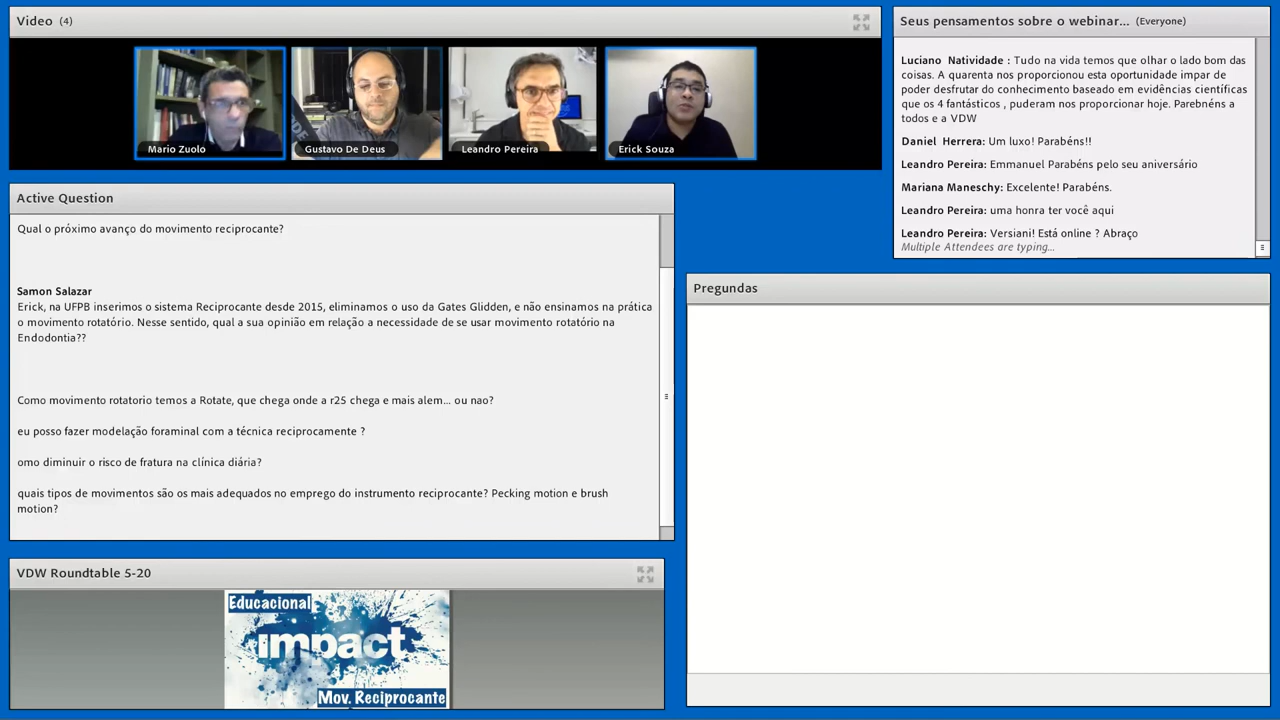 Video (4)
Mario Zuolo
Gustavo De Deus
Leandro Pereira
Erick Souza
Seus pensamentos sobre o webinar... (Everyone)
Luciano Natividade : Tudo na vida temos que olhar o lado bom das
coisas. A quarenta nos proporcionou esta oportunidade impar de
poder desfrutar do conhecimento baseado em evidências científicas
que os 4 fantásticos , puderam nos proporcionar hoje. Parebnéns a
todos e a VDW
Daniel Herrera: Um luxo! Parabéns!!
Leandro Pereira: Emmanuel Parabéns pelo seu aniversário
Mariana Maneschy: Excelente! Parabéns.
Leandro Pereira: uma honra ter você aqui
Leandro Pereira: Versiani! Está online ? Abraço
Multiple Attendees are typing...
Active Question
Qual o próximo avanço do movimento reciprocante?
Samon Salazar
Erick, na UFPB inserimos o sistema Reciprocante desde 2015, eliminamos o uso da Gates Glidden, e não ensinamos na prática
o movimento rotatório. Nesse sentido, qual a sua opinião em relação a necessidade de se usar movimento rotatório na
Endodontia??
Como movimento rotatorio temos a Rotate, que chega onde a r25 chega e mais alem... ou nao?
eu posso fazer modelação foraminal com a técnica reciprocamente ?
omo diminuir o risco de fratura na clínica diária?
quais tipos de movimentos são os mais adequados no emprego do instrumento reciprocante? Pecking motion e brush
motion?
Pregundas
VDW Roundtable 5-20
Educacional
impact
Mov. Reciprocante